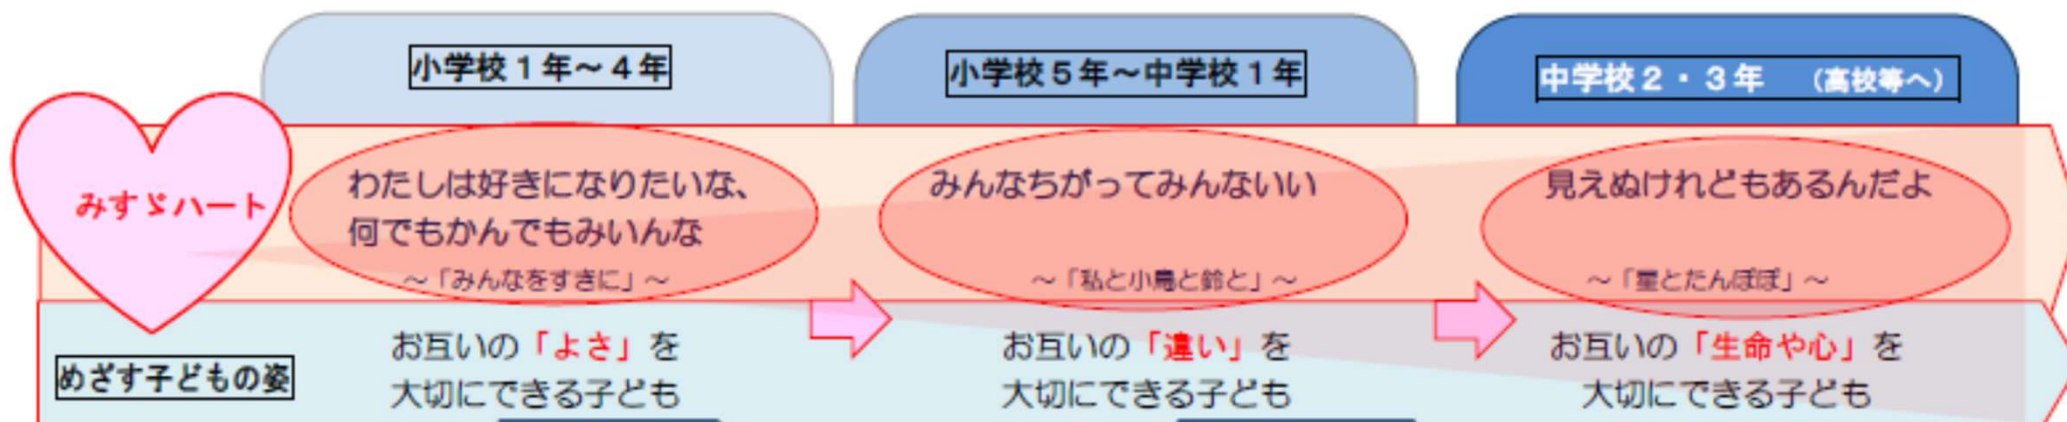 小学校１年～４年
小学校５年～中学校１年
中学校２・３年　（高校等へ）
みすゞハート
わたしは好きになりたいな、
何でもかんでもみいんな
～「みんなをすきに」～
みんなちがってみんないい
～「私と小鳥と鈴と」～
見えぬけれどもあるんだよ
～「星とたんぽぽ」～
めざす子どもの姿
お互いの「よさ」を
大切にできる子ども
お互いの「違い」を
大切にできる子ども
お互いの「生命や心」を
大切にできる子ども